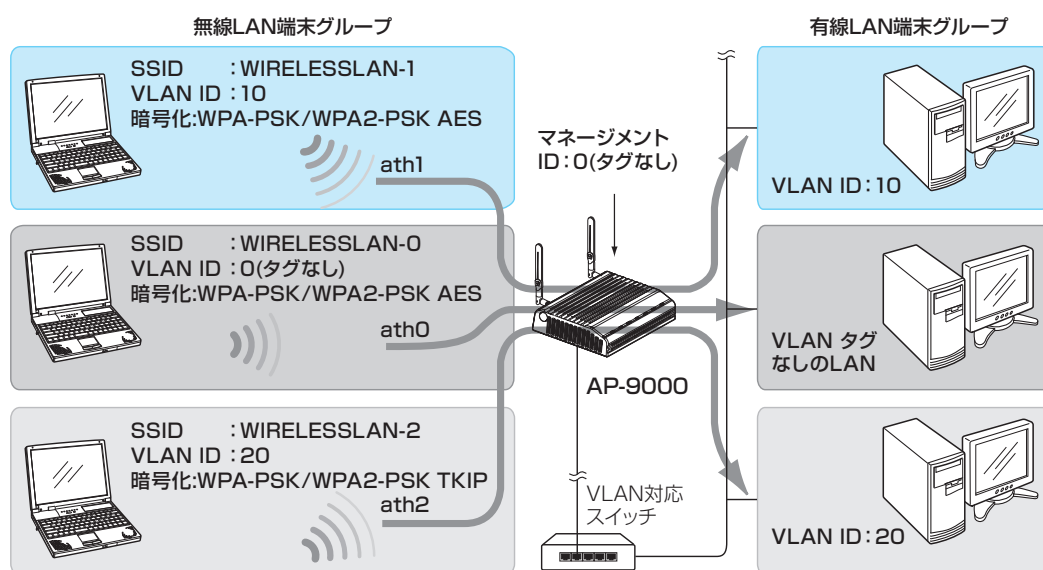 無線LAN端末グループ
有線LAN端末グループ
SSID :WIRELESSLAN-1
VLAN ID :10
暗号化:WPA-PSK/WPA2-PSK AES
ath1
マネージメント
ID:0(タグなし)
VLAN ID:10
SSID :WIRELESSLAN-0
VLAN ID :0(タグなし)
暗号化:WPA-PSK/WPA2-PSK AES
ath0
AP-9000
VLAN タグ
なしのLAN
SSID :WIRELESSLAN-2
VLAN ID :20
暗号化:WPA-PSK/WPA2-PSK TKIP
ath2
VLAN対応
スイッチ
VLAN ID:20